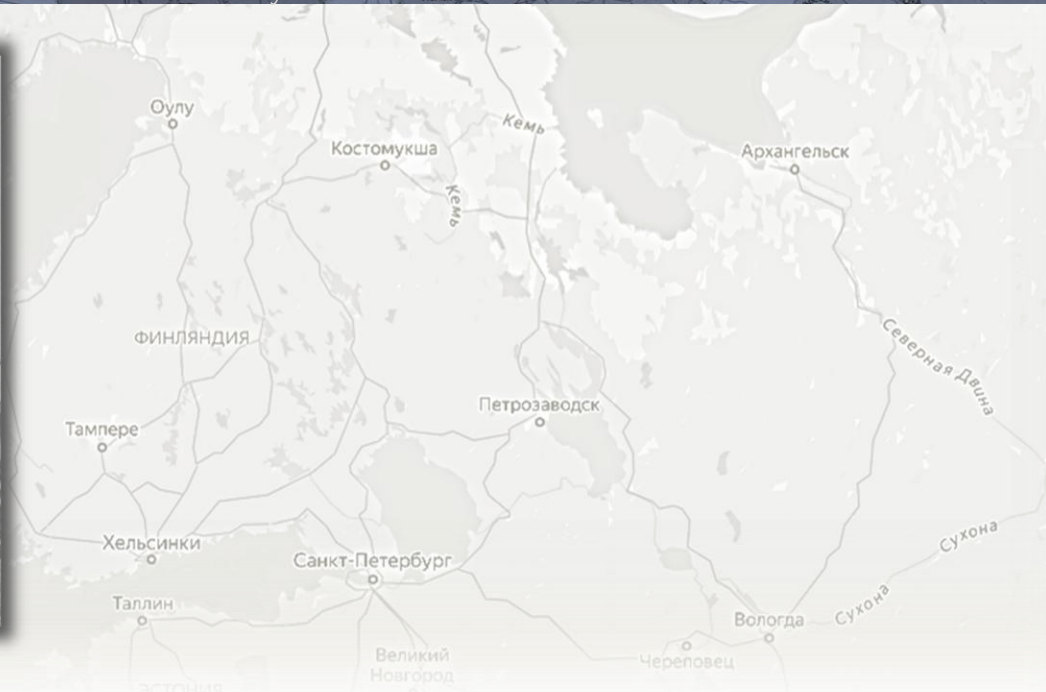 Оулу
Кемь
Костомукша
Архангельск
Кемь
ФИНЛЯНДИЯ
Северная Двина
Петрозаводск
Тампере
Сухона
Хельсинки
Санкт-Петербург
Таллин
Сухона
Вологда
Великий
Новгород
Череповец
ЭСТОНИЯ